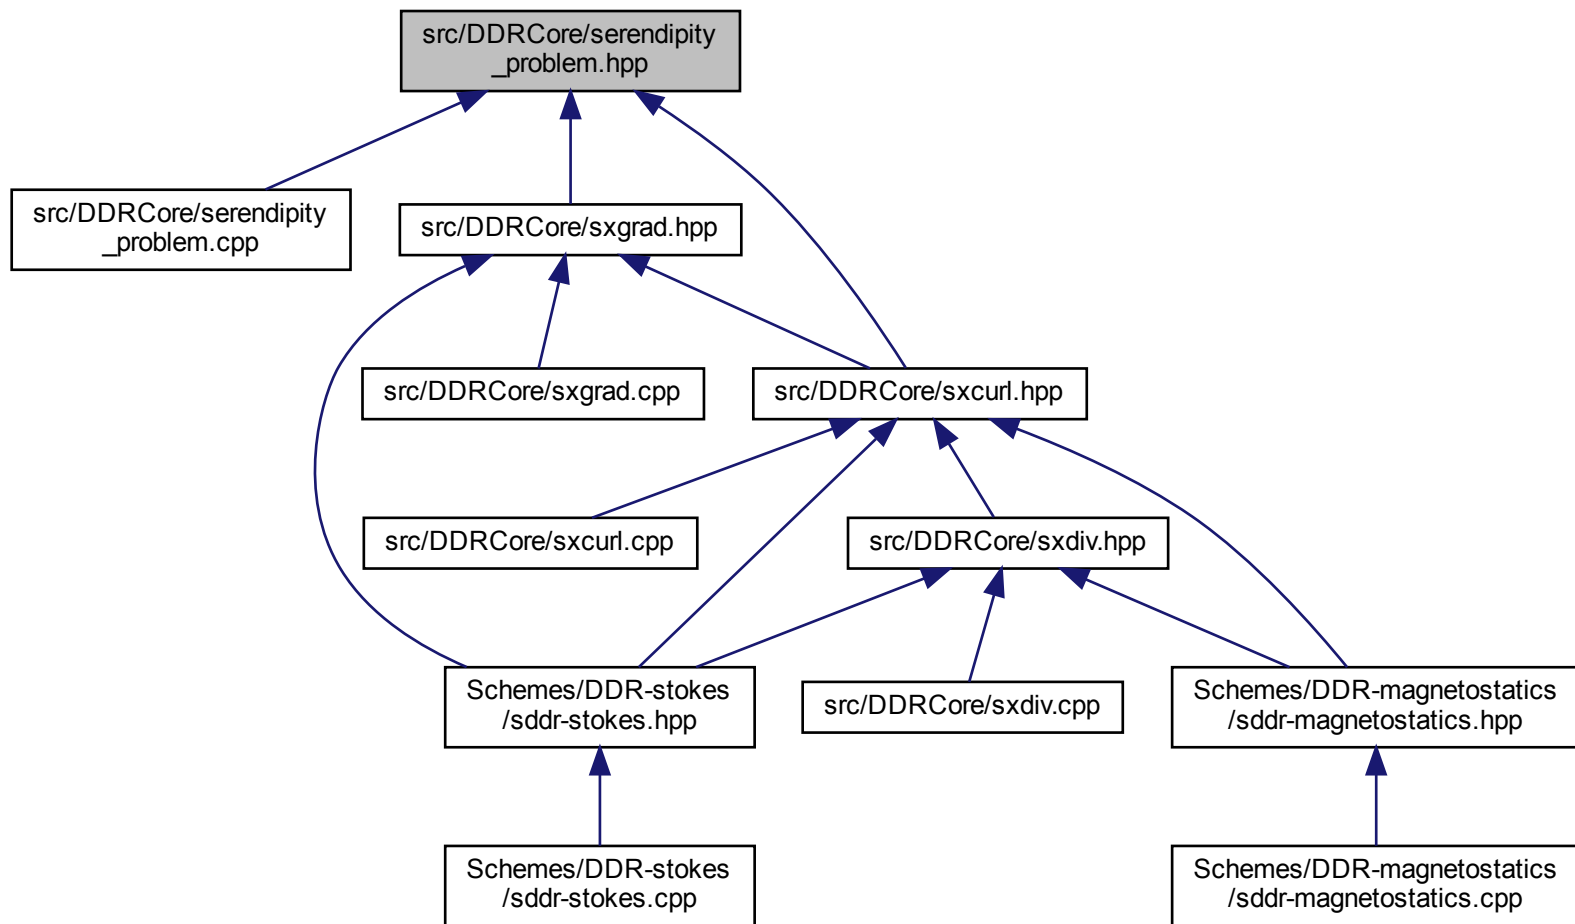 src/DDRCore/serendipity
_problem.hpp
src/DDRCore/serendipity
_problem.cpp
src/DDRCore/sxgrad.hpp
src/DDRCore/sxgrad.cpp
src/DDRCore/sxcurl.hpp
src/DDRCore/sxcurl.cpp
src/DDRCore/sxdiv.hpp
Schemes/DDR-stokes
/sddr-stokes.hpp
src/DDRCore/sxdiv.cpp
Schemes/DDR-magnetostatics
/sddr-magnetostatics.hpp
Schemes/DDR-stokes
/sddr-stokes.cpp
Schemes/DDR-magnetostatics
/sddr-magnetostatics.cpp